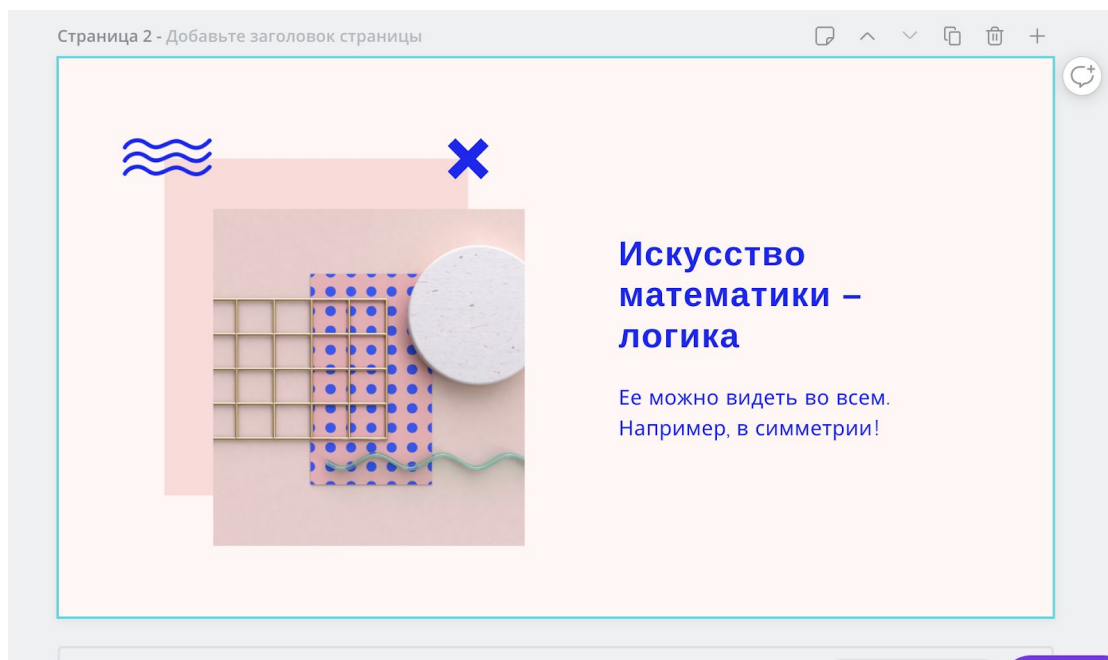 Страница 2 - Добавьте заголовок страницы
Искусство
математики –
логика
Ее можно видеть во всем.
Например, в симметрии!